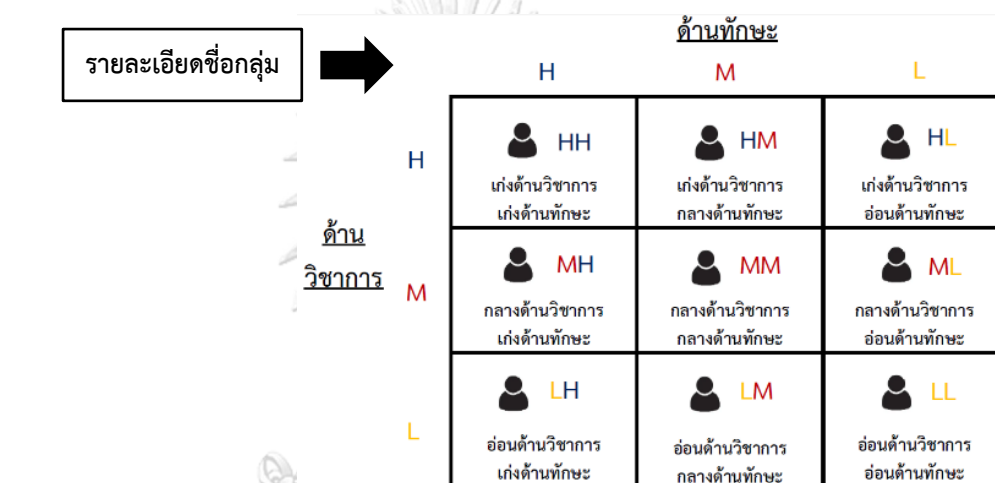 ด้านทักษะ
รายละเอียดชื่อกลุ่ม
H M L
H
HH HM HL
เก่งด้านวิชาการ เก่งด้านวิชาการ เก่งด้านวิชาการ
เก่งด้านทักษะ กลางด้านทักษะ อ่อนด้านทักษะ
ด้าน
วิชาการ
M
MH MM ML
กลางด้านวิชาการ กลางด้านวิชาการ กลางด้านวิชาการ
เก่งด้านทักษะ กลางด้านทักษะ อ่อนด้านทักษะ
L
LH LM LL
อ่อนด้านวิชาการ อ่อนด้านวิชาการ อ่อนด้านวิชาการ
เก่งด้านทักษะ กลางด้านทักษะ อ่อนด้านทักษะ